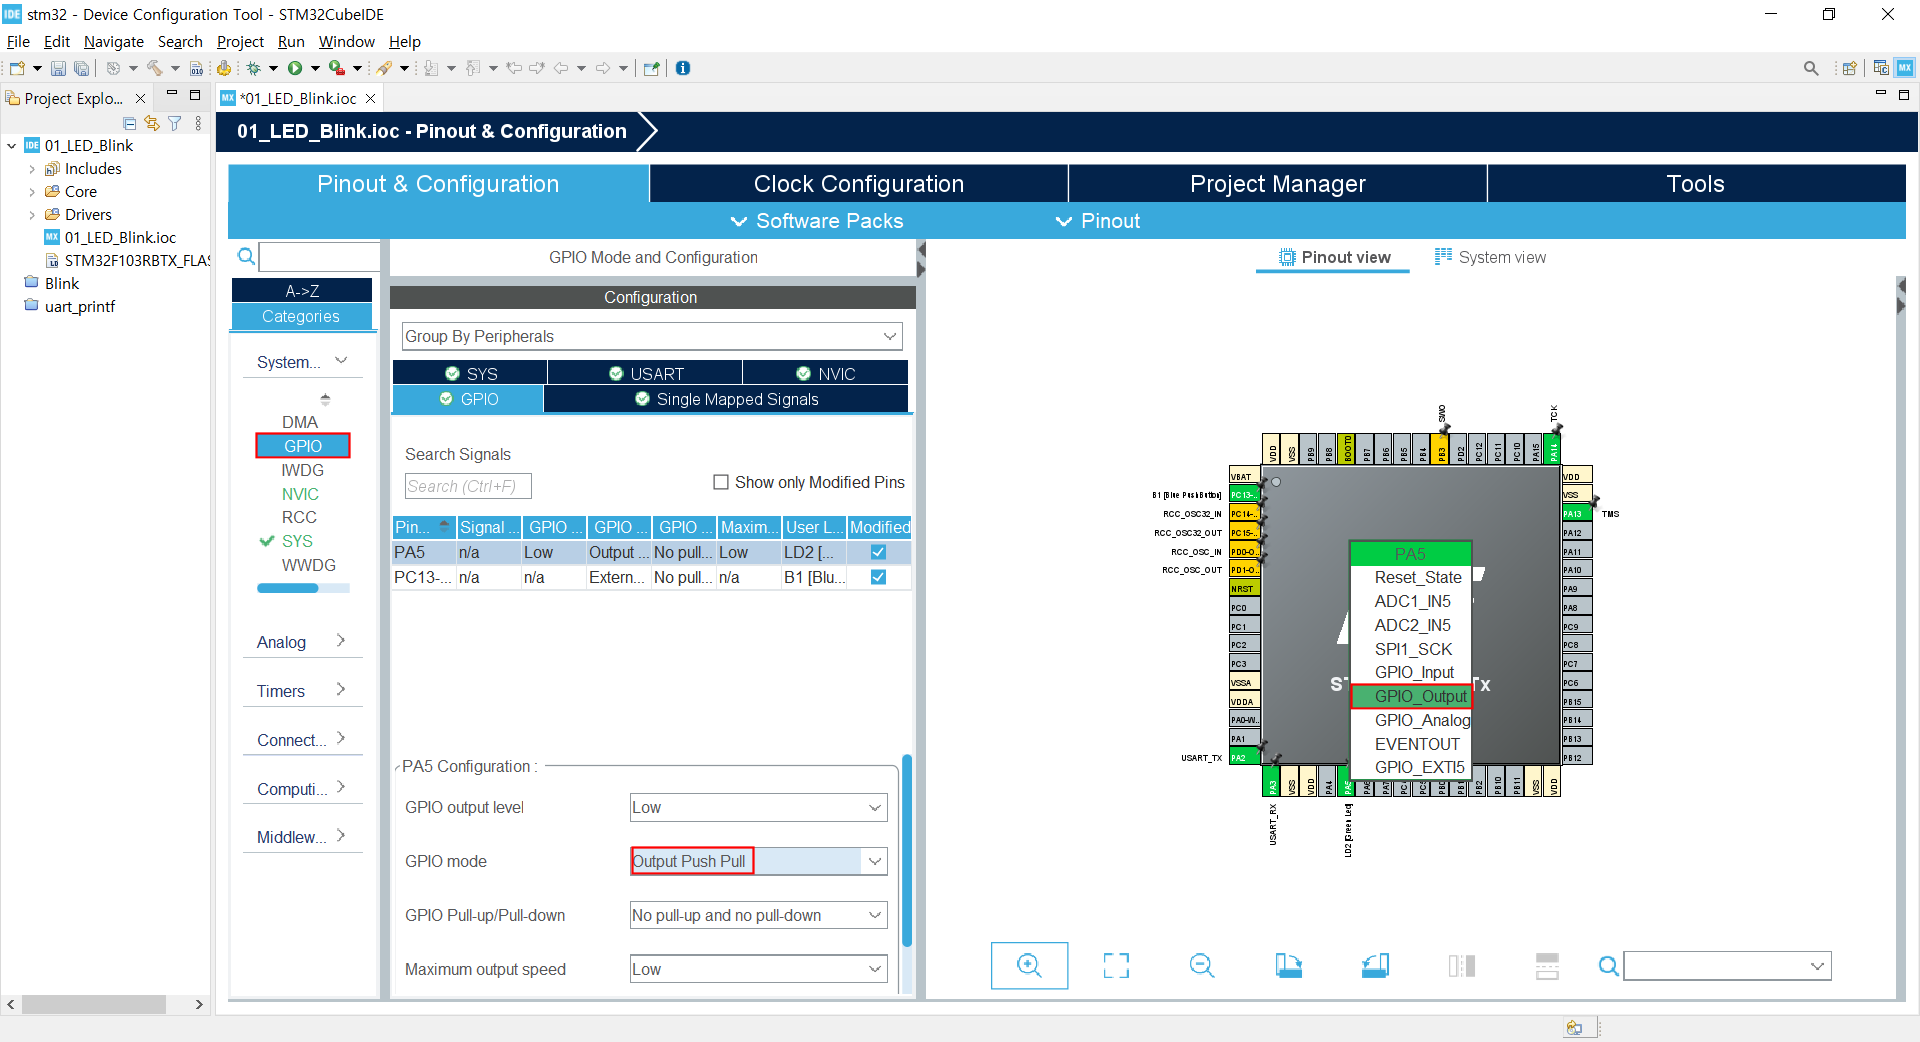 IDE stm32 - Device Configuration Tool - STM32CubeIDE
File Edit Navigate Search Project Run Window Help
Project Explo...
MX *01_LED_Blink.ioc
IDE 01_LED_Blink
Includes
Core
Drivers
MX 01_LED_Blink.ioc
STM32F103RBTX_FLAS
Blink
uart_printf
01_LED_Blink.ioc - Pinout & Configuration
Pinout & Configuration
Clock Configuration
Project Manager
Tools
Software Packs
Pinout
A->Z
Categories
System...
DMA
GPIO
IWDG
NVIC
RCC
SYS
WWDG
Analog
Timers
Connect...
Computi...
Middlew...
GPIO Mode and Configuration
Configuration
Group By Peripherals
SYS USART NVIC
GPIO Single Mapped Signals
Search Signals
Search (Ctrl+F)
Show only Modified Pins
Pin... Signal ... GPIO ... GPIO ... GPIO ... Maxim... User L... Modified
PA5 n/a Low Output ... No pull... Low LD2 [...
PC13-... n/a n/a Extern... No pull... n/a B1 [Blu...
PA5 Configuration :
GPIO output level Low
GPIO mode Output Push Pull
GPIO Pull-up/Pull-down No pull-up and no pull-down
Maximum output speed Low
Pinout view
System view
SWO
TCK
VDD VSS PB9 PB8 BOOT0 PB7 PB6 PB5 PB4 PB3 PD2 PC12 PC11 PC10 PA15 PA14
B1 [Blue PushButton]
RCC_OSC32_IN
RCC_OSC32_OUT
RCC_OSC_IN
RCC_OSC_OUT
USART_TX
VBAT
PC13-..
PC14-..
PC15-..
PD0-O..
PD1-O..
NRST
PC0
PC1
PC2
PC3
VSSA
VDDA
PA0-W..
PA1
PA2
PA5
Reset_State
ADC1_IN5
ADC2_IN5
SPI1_SCK
GPIO_Input
GPIO_Output
GPIO_Analog
EVENTOUT
GPIO_EXTI5
ST
Tx
VDD
VSS
PA13
TMS
PA12
PA11
PA10
PA9
PA8
PC9
PC8
PC7
PC6
PB15
PB14
PB13
PB12
PA3 VSS VDD PA4 PA5 PA6 PA7 PB2 PB10 PB11 VSS VDD
USART_RX
LD2 [Green Led]